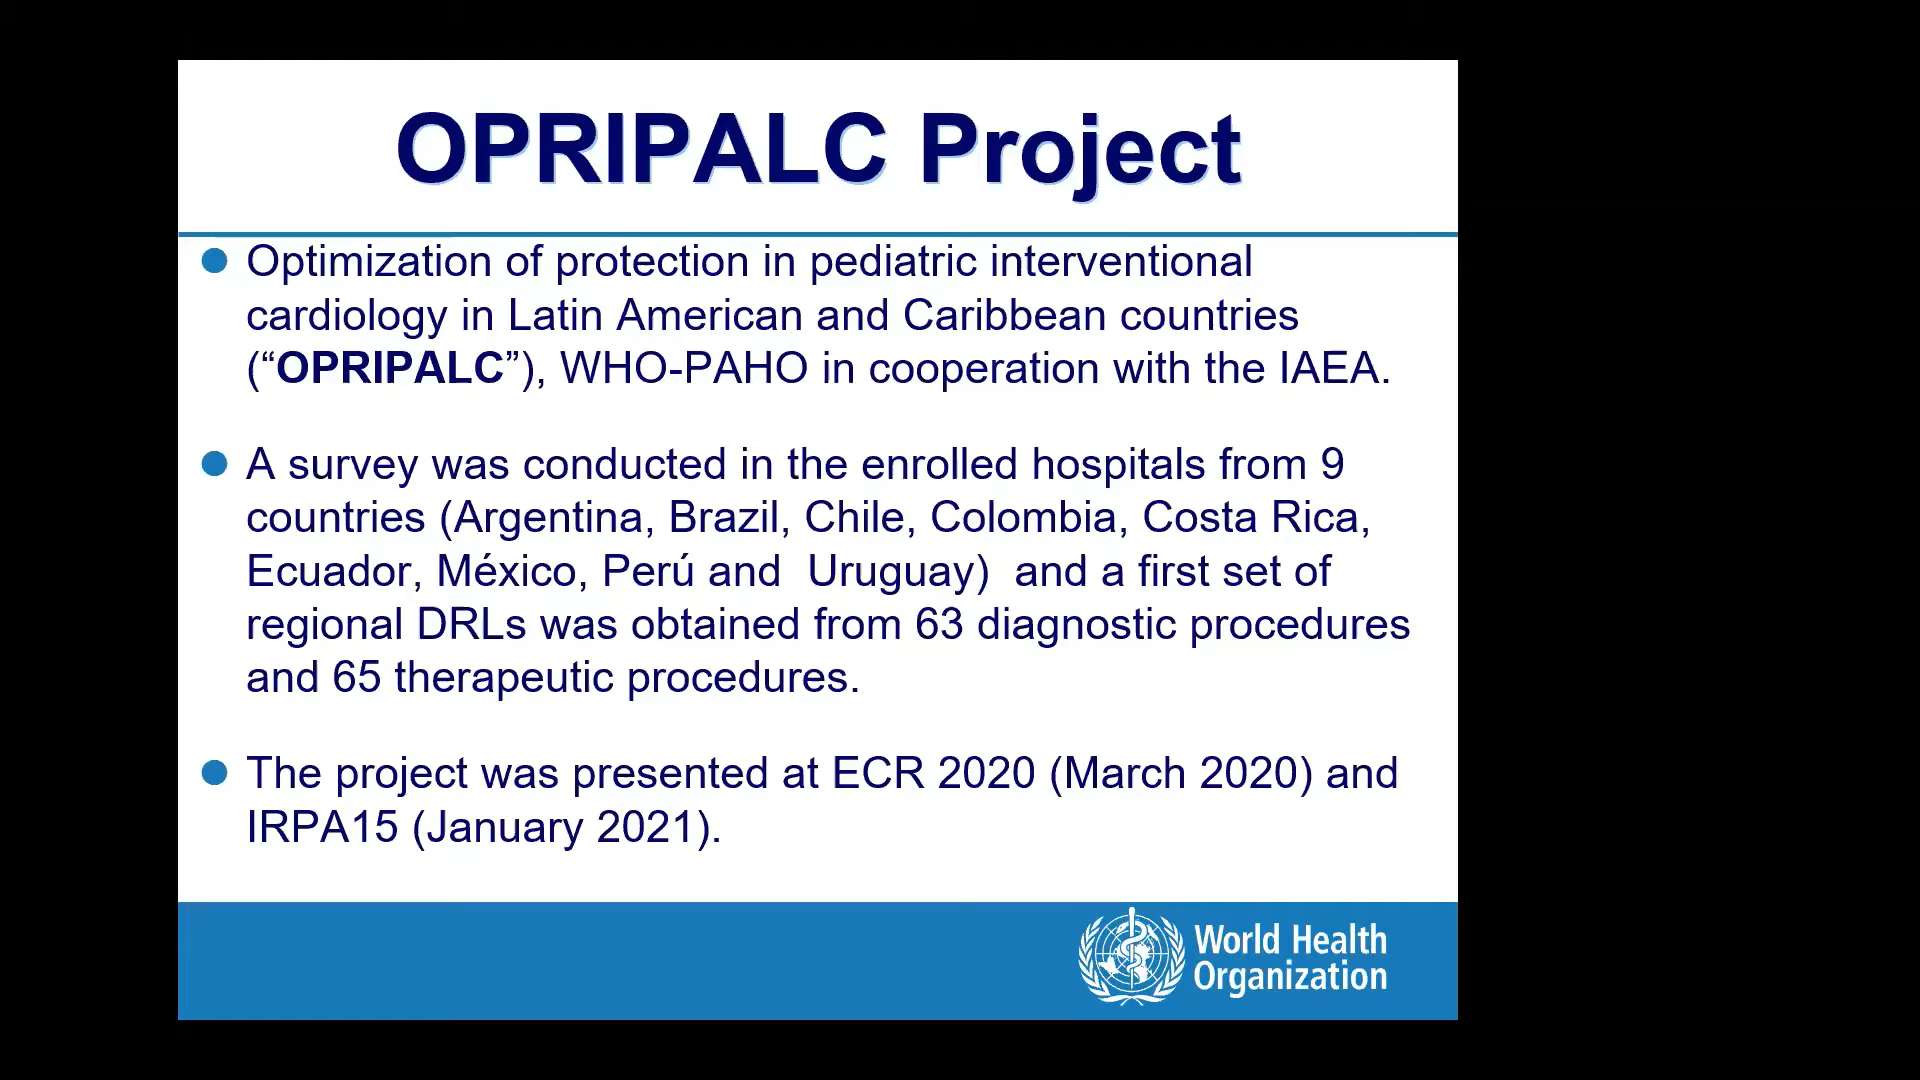 OPRIPALC Project
Optimization of protection in pediatric interventional
cardiology in Latin American and Caribbean countries
(“OPRIPALC”), WHO-PAHO in cooperation with the IAEA.
A survey was conducted in the enrolled hospitals from 9
countries (Argentina, Brazil, Chile, Colombia, Costa Rica,
Ecuador, México, Perú and  Uruguay)  and a first set of
regional DRLs was obtained from 63 diagnostic procedures
and 65 therapeutic procedures.
The project was presented at ECR 2020 (March 2020) and
IRPA15 (January 2021).
World Health
Organization